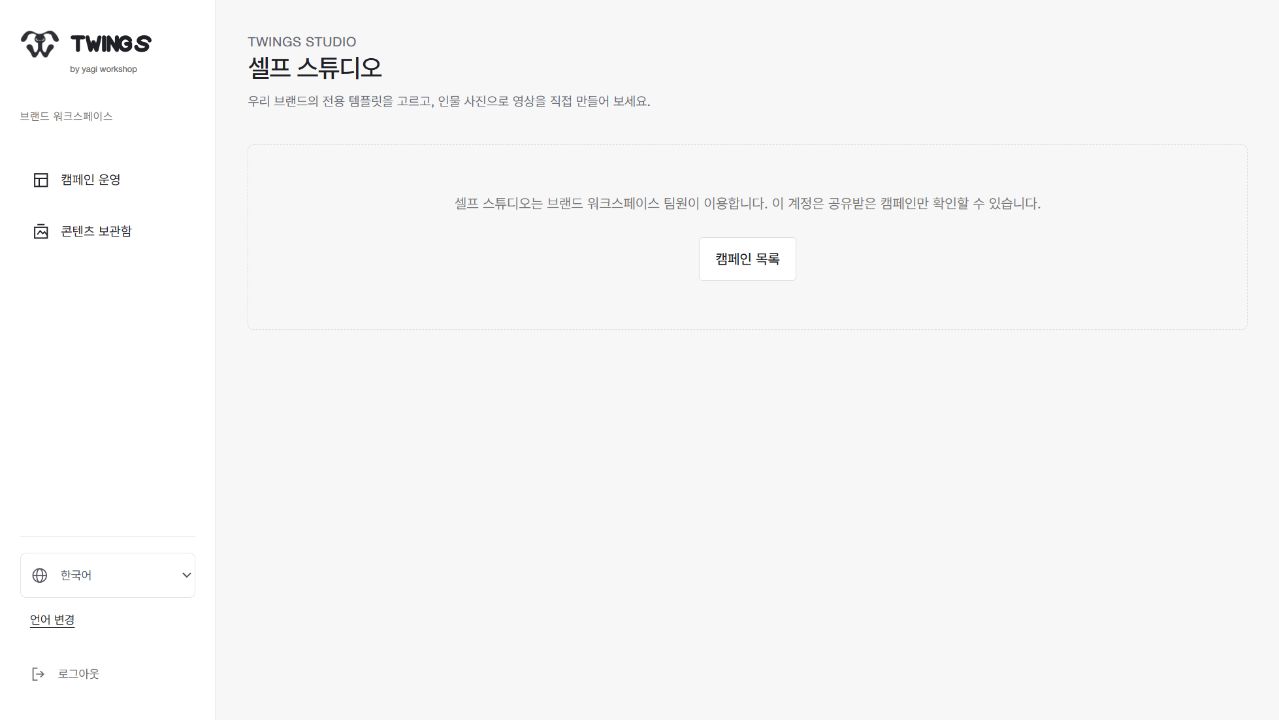 TWINGS
by yagi workshop
브랜드 워크스페이스
캠페인 운영
콘텐츠 보관함
한국어
언어 변경
로그아웃
TWINGS STUDIO
셀프 스튜디오
우리 브랜드의 전용 템플릿을 고르고, 인물 사진으로 영상을 직접 만들어 보세요.
셀프 스튜디오는 브랜드 워크스페이스 팀원이 이용합니다. 이 계정은 공유받은 캠페인만 확인할 수 있습니다.
캠페인 목록